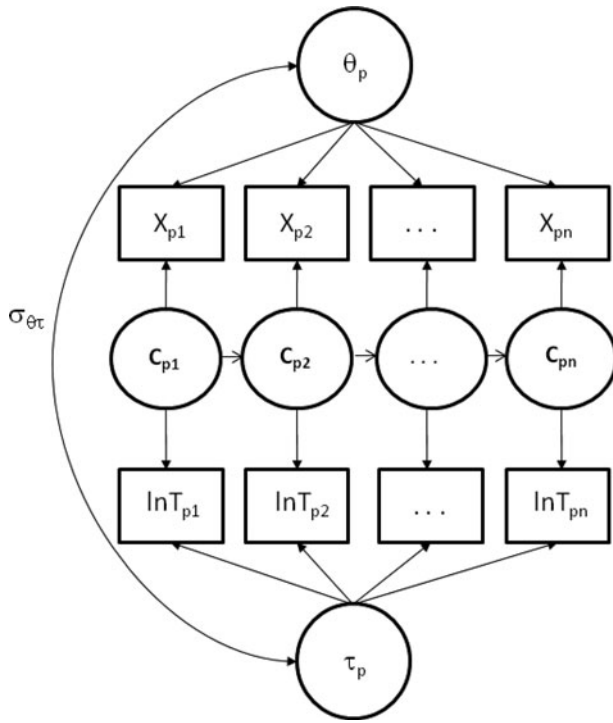 θp
Xp1 Xp2 ... Xpn
σθτ
Cp1 Cp2 ... Cpn
lnTp1 lnTp2 ... lnTpn
τp